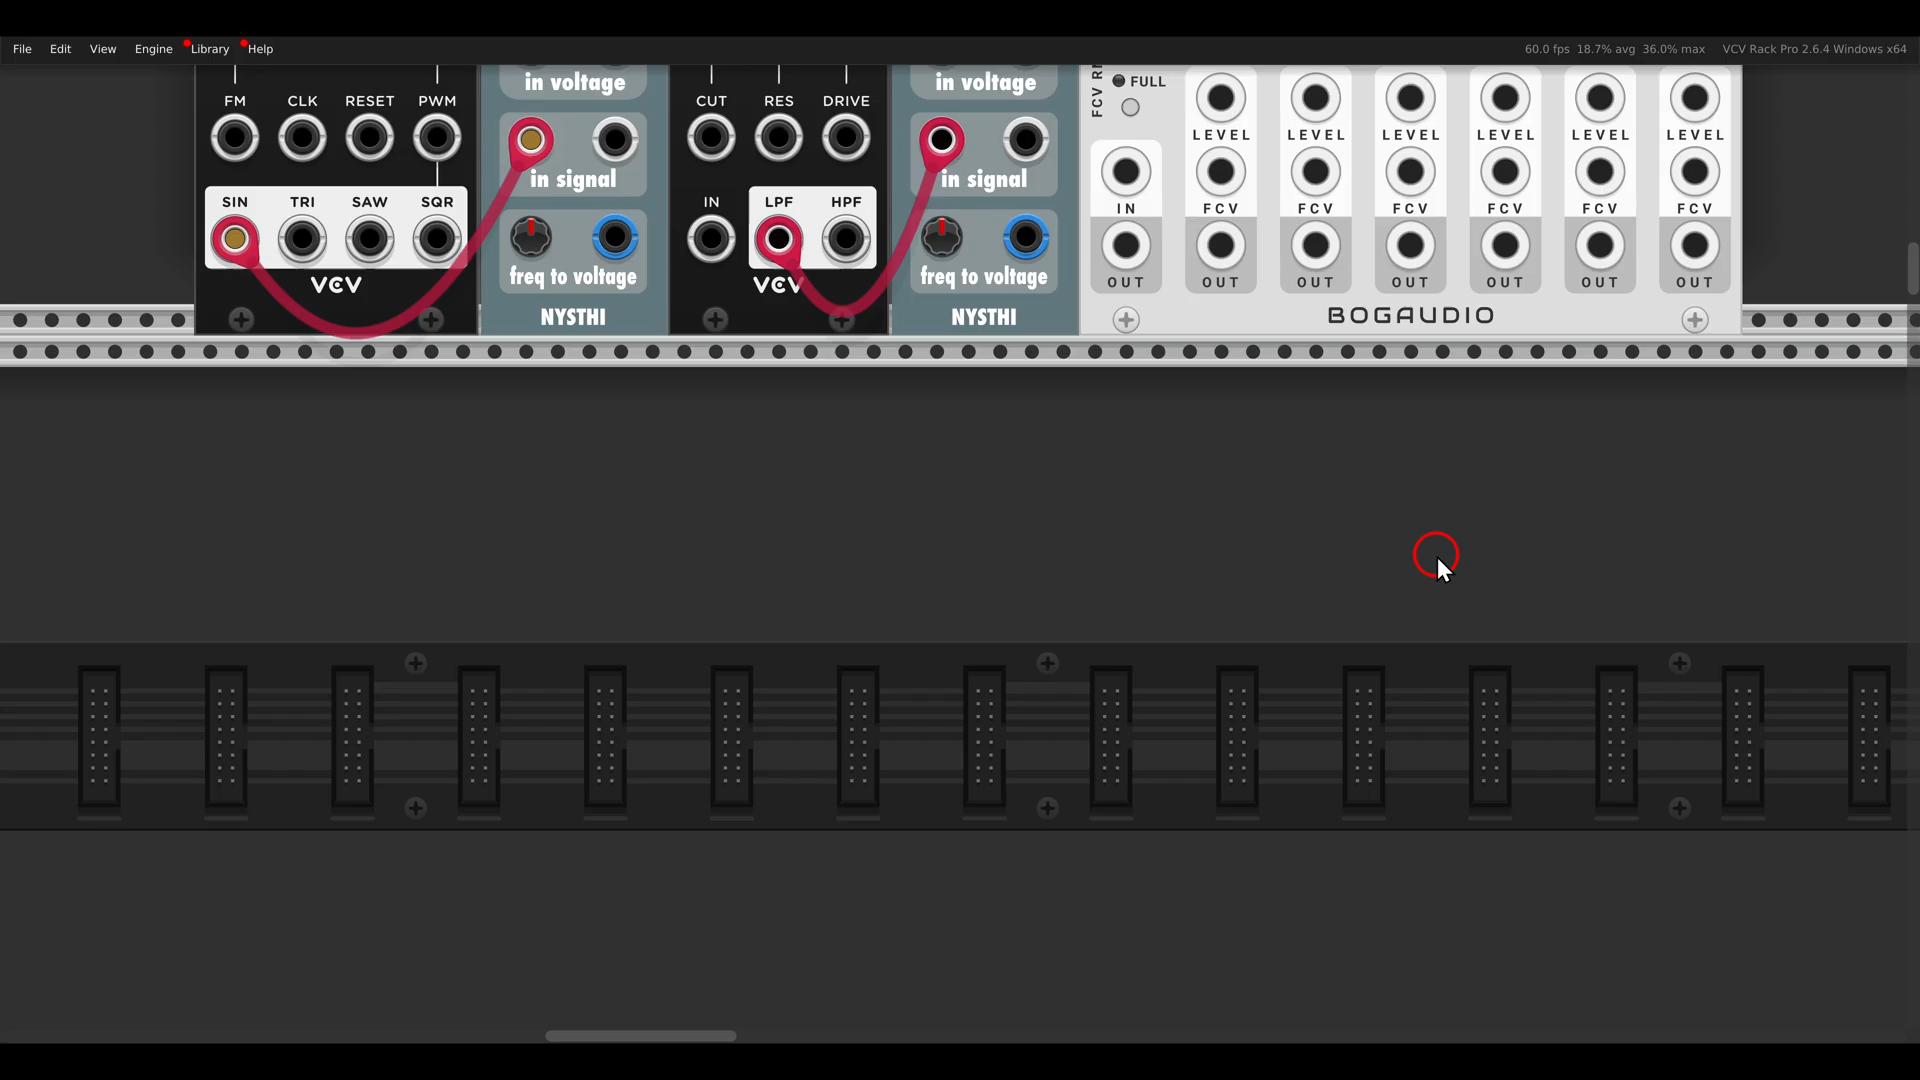 File Edit View Engine Library Help 60.0 fps 18.7% avg 36.0% max VCV Rack Pro 2.6.4 Windows x64
in voltage in voltage FCV R FULL
FM CLK RESET PWM CUT RES DRIVE
LEVEL LEVEL LEVEL LEVEL LEVEL LEVEL
in signal in signal
SIN TRI SAW SQR IN LPF HPF IN FCV FCV FCV FCV FCV FCV
freq to voltage freq to voltage
VCV VCV OUT OUT OUT OUT OUT OUT OUT
NYSTHI NYSTHI BOGAUDIO